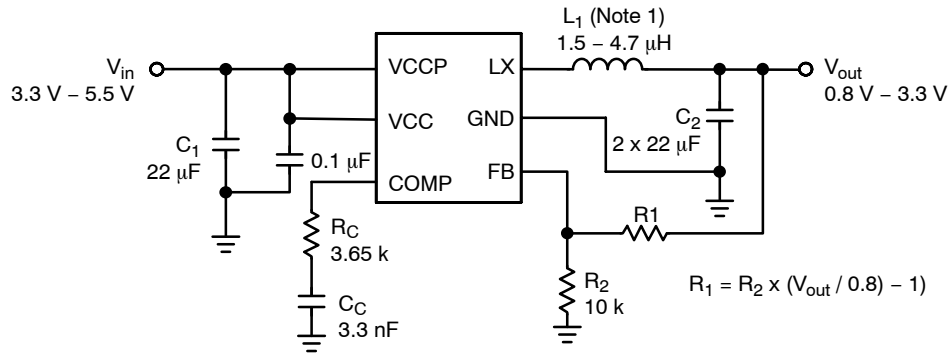 L1 (Note 1)
1.5 – 4.7 μH
Vin
3.3 V – 5.5 V
VCCP
LX
Vout
0.8 V – 3.3 V
VCC
GND
C2
2 x 22 μF
C1
22 μF
0.1 μF
COMP
FB
RC
3.65 k
R1
CC
3.3 nF
R2
10 k
R1 = R2 x (Vout / 0.8) – 1)